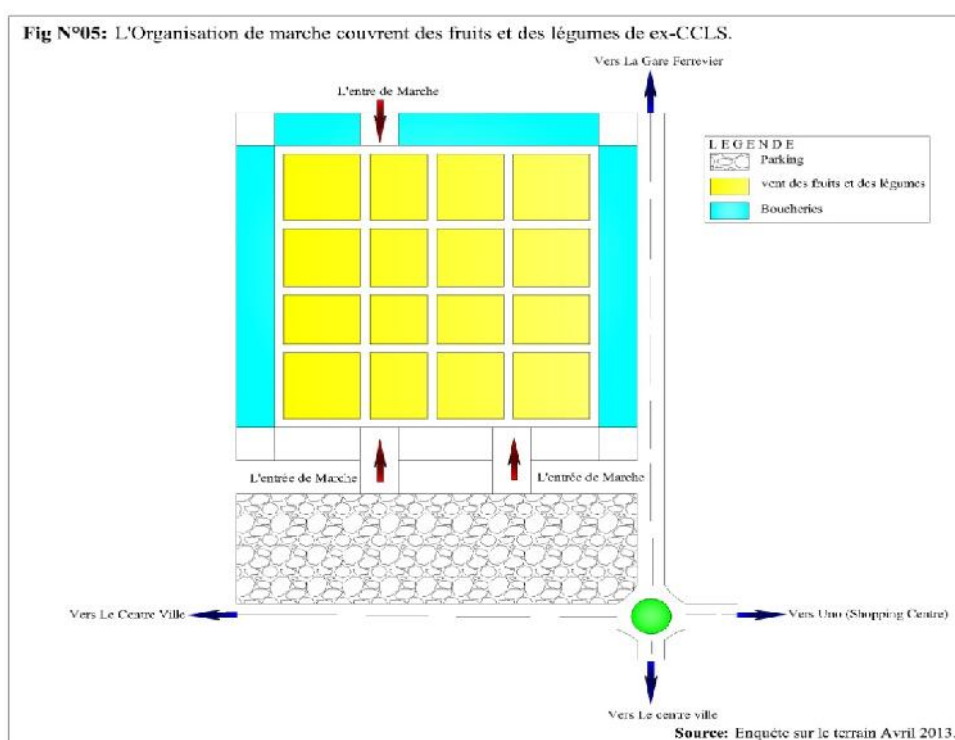 Fig N°05: L'Organisation de marche couvrent des fruits et des légumes de ex-CCLS.
Vers La Gare Ferrevier
L'entre de Marche
LEGENDE
Parking
vent des fruits et des légumes
Boucheries
L'entrée de Marche
L'entrée de Marche
Vers Le Centre Ville
Vers Uno (Shopping Centre)
Vers Le centre ville
Source: Enquête sur le terrain Avril 2013.